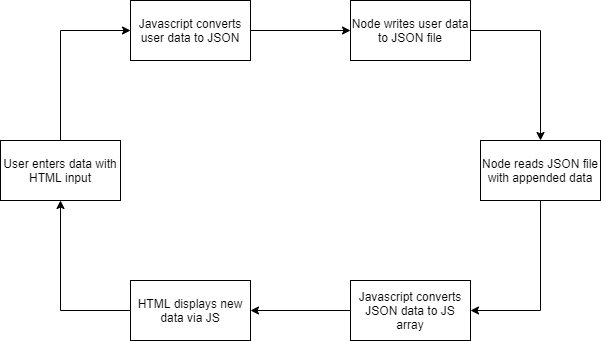 Javascript converts
user data to JSON
Node writes user data
to JSON file
User enters data with
HTML input
Node reads JSON file
with appended data
HTML displays new
data via JS
Javascript converts
JSON data to JS
array